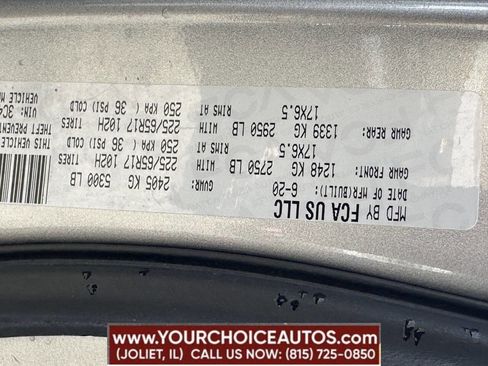 MFD BY FCA US LLC
DATE OF MFR(BUILT): 6-20 GVWR: 2405 KG 5300 LB
GAWR FRONT: 1248 KG 2750 LB WITH 225/65R17 102H TIRES
17X6.5 RIMS AT 250 KPA ( 36 PSI) COLD
GAWR REAR: 1339 KG 2950 LB WITH 225/65R17 102H TIRES
17X6.5 RIMS AT 250 KPA ( 36 PSI) COLD
THIS VEHICLE
THEFT PREVENT
VIN: 3C4
VEHICLE M
WWW.YOURCHOICEAUTOS.COM
(JOLIET, IL) CALL US NOW: (815) 725-0850